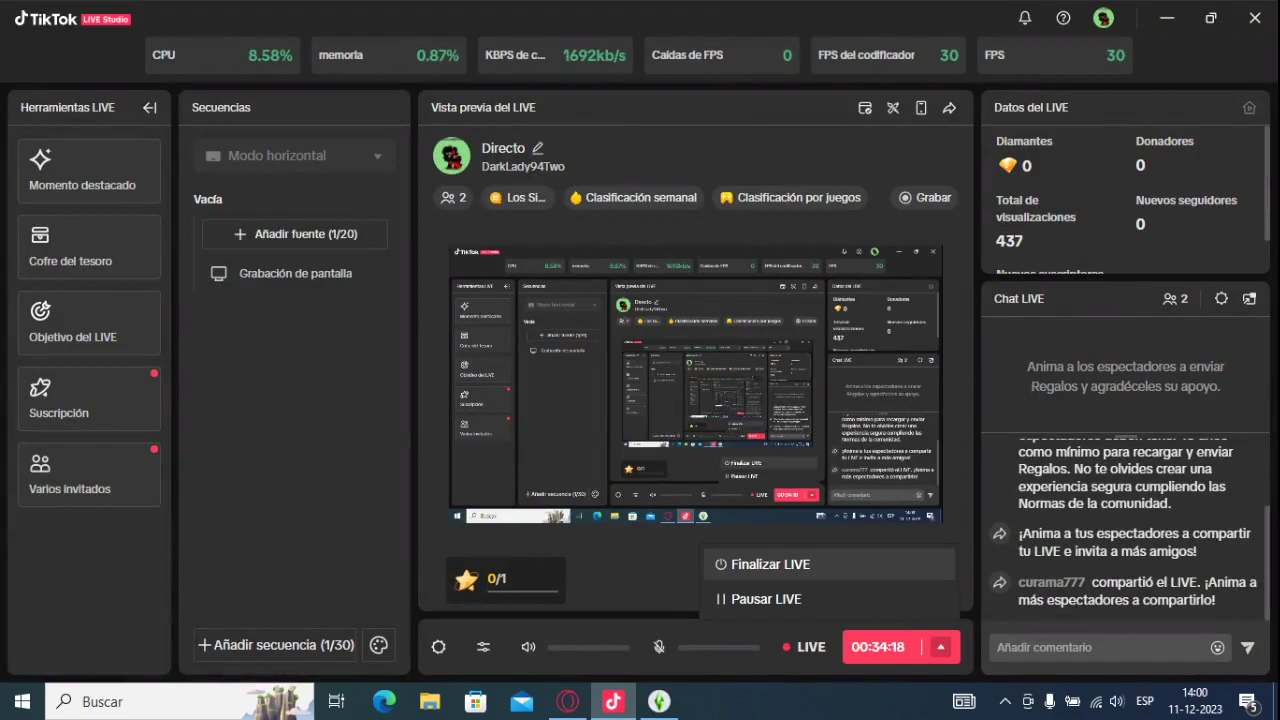 TikTok LIVE Studio
CPU 8.58%
memoria 0.87%
KBPS de c... 1692kb/s
Caídas de FPS 0
FPS del codificador 30
FPS 30
Herramientas LIVE
Momento destacado
Cofre del tesoro
Objetivo del LIVE
Suscripción
Varios invitados
Secuencias
Modo horizontal
Vacía
Añadir fuente (1/20)
Grabación de pantalla
Añadir secuencia (1/30)
Vista previa del LIVE
Directo
DarkLady94Two
2
Los Si...
Clasificación semanal
Clasificación por juegos
Grabar
0/1
Finalizar LIVE
Pausar LIVE
LIVE
00:34:18
Datos del LIVE
Diamantes
0
Donadores
0
Total de
visualizaciones
437
Nuevos seguidores
0
Nuevos suscriptores
Chat LIVE
2
Anima a los espectadores a enviar
Regalos y agradéceles su apoyo.
como mínimo para recargar y enviar
Regalos. No te olvides crear una
experiencia segura cumpliendo las
Normas de la comunidad.
¡Anima a tus espectadores a compartir
tu LIVE e invita a más amigos!
curama777 compartió el LIVE. ¡Anima a
más espectadores a compartirlo!
Añadir comentario
Buscar
ESP
14:00
11-12-2023
5